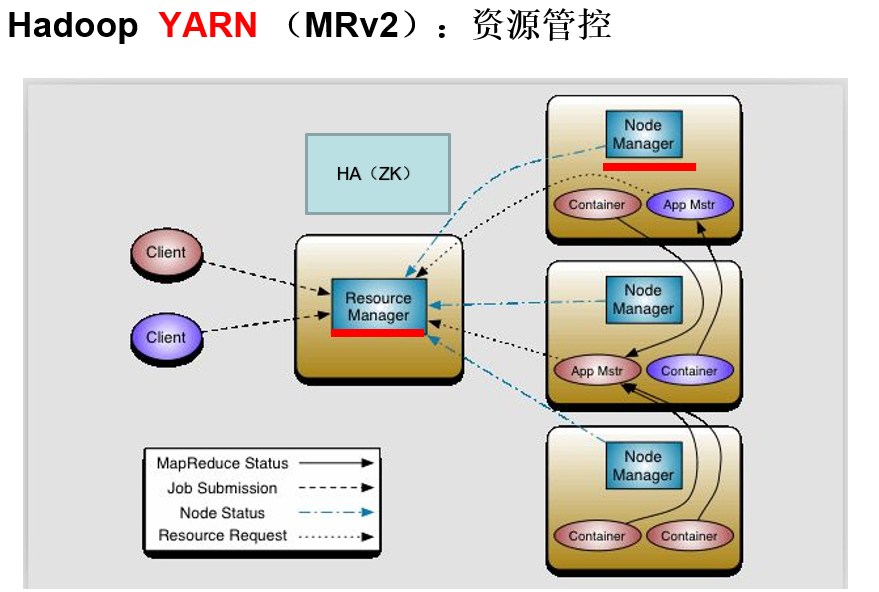 Hadoop YARN （MRv2）：资源管控
HA（ZK）
Client
Client
Resource
Manager
Node
Manager
Container
App Mstr
Node
Manager
App Mstr
Container
Node
Manager
Container
Container
MapReduce Status
Job Submission
Node Status
Resource Request